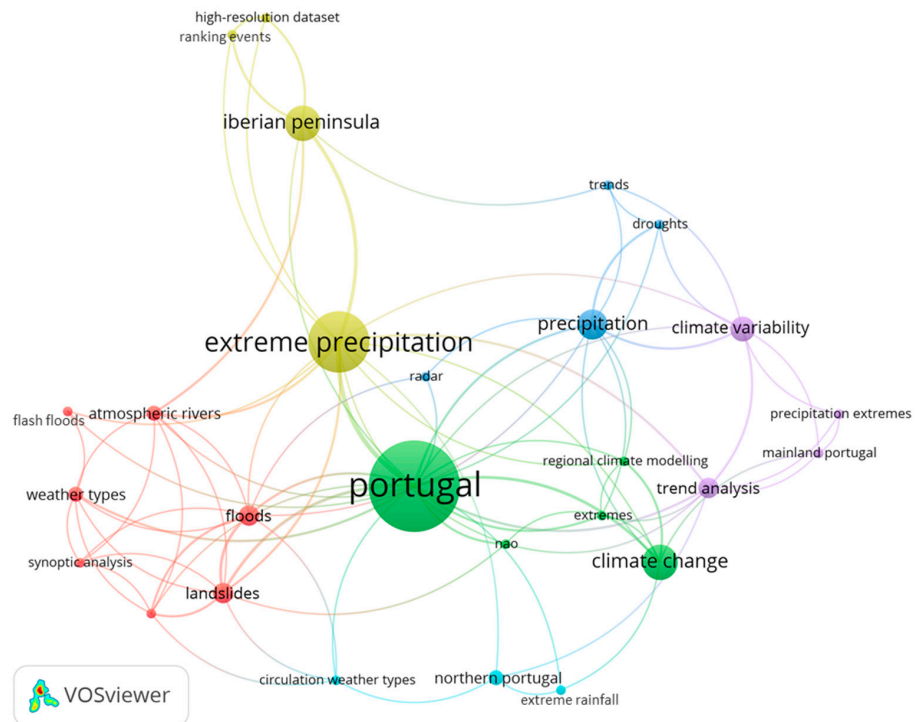 high-resolution dataset
ranking events
iberian peninsula
trends
droughts
extreme precipitation
precipitation
climate variability
radar
flash floods
atmospheric rivers
precipitation extremes
mainland portugal
regional climate modelling
portugal
trend analysis
weather types
floods
extremes
nao
synoptic analysis
climate change
landslides
circulation weather types
northern portugal
extreme rainfall
VOSviewer